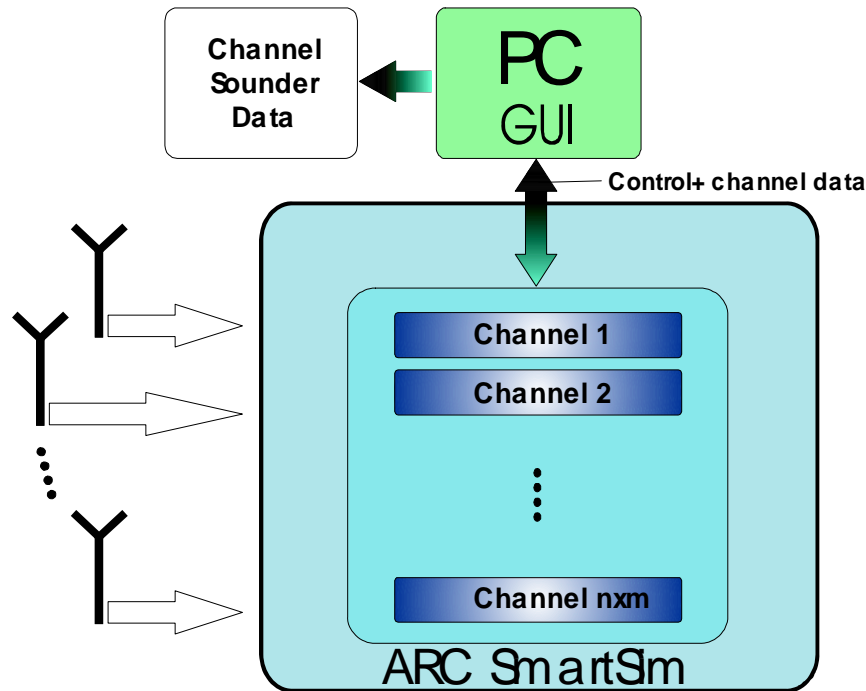 Channel
Sounder
Data
PC
GUI
Control+ channel data
Channel 1
Channel 2
Channel nxm
ARC SmartSim